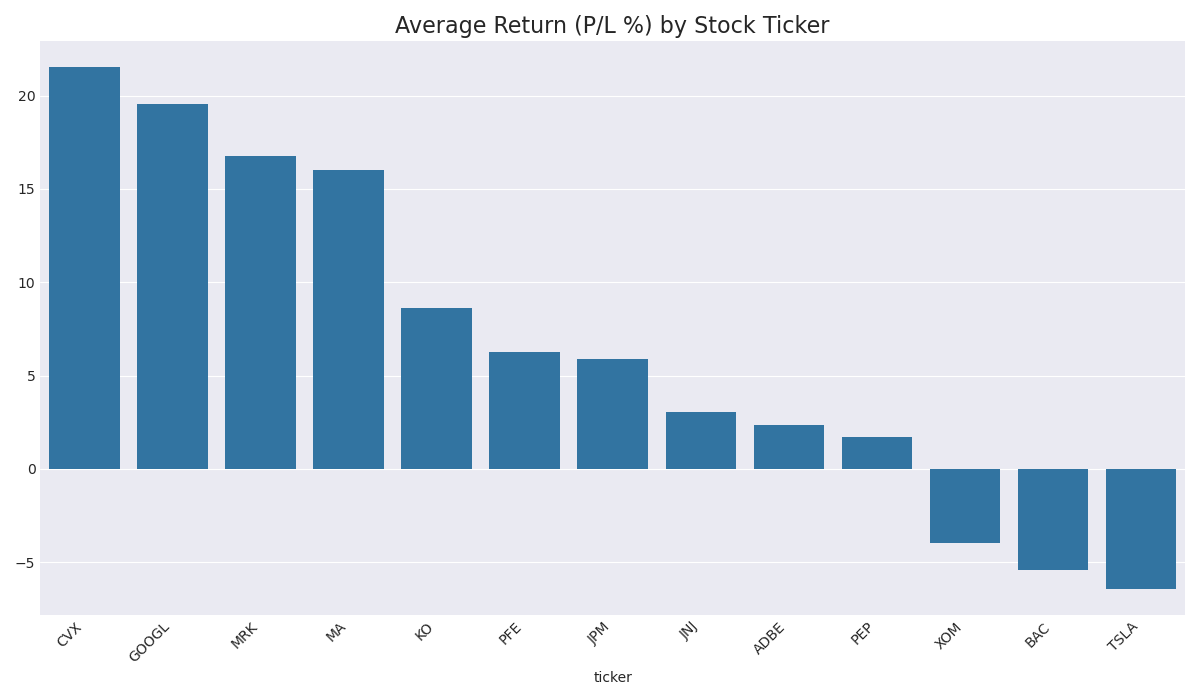 Average Return (P/L %) by Stock Ticker
20
15
10
5
0
−5
CVX
GOOGL
MRK
MA
KO
PFE
JPM
JNJ
ADBE
PEP
XOM
BAC
TSLA
ticker